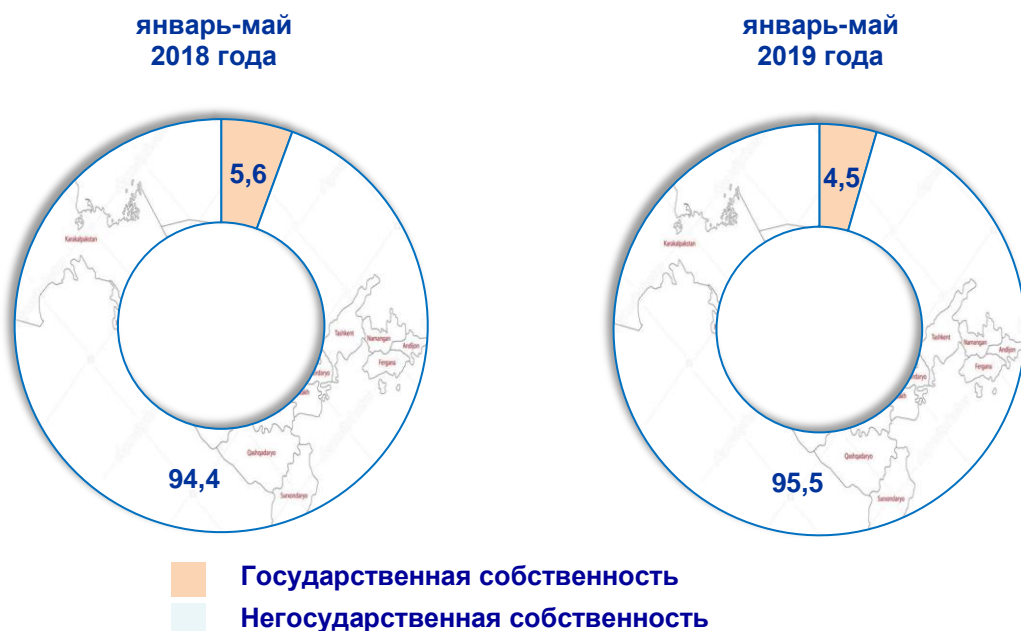 январь-май
2018 года
январь-май
2019 года
5,6
4,5
Karakalpakstan
Karakalpakstan
Tashkent
Namangan
Andijon
Fergana
Tashkent
Namangan
Andijon
Fergana
Qashqadaryo
Surxondaryo
Qashqadaryo
Surxondaryo
94,4
95,5
Государственная собственность
Негосударственная собственность